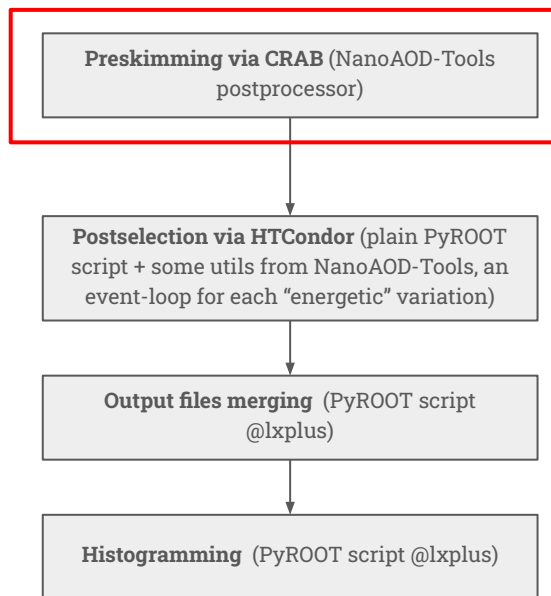 Preskimming via CRAB (NanoAOD-Tools
postprocessor)
Postselection via HTCondor (plain PyROOT
script + some utils from NanoAOD-Tools, an
event-loop for each “energetic” variation)
Output files merging (PyROOT script
@lxplus)
Histogramming (PyROOT script @lxplus)